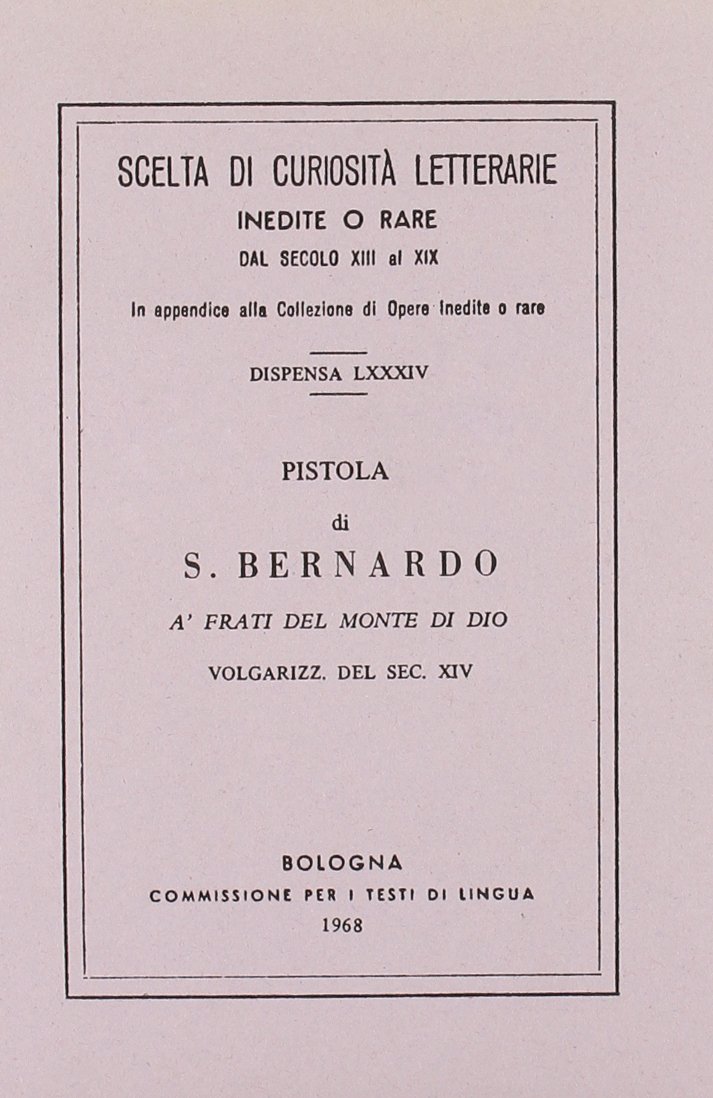 SCELTA DI CURIOSITÀ LETTERARIE
INEDITE O RARE
DAL SECOLO XIII al XIX
In appendice alla Collezione di Opere Inedite o rare
DISPENSA LXXXIV
PISTOLA
di
S. BERNARDO
A' FRATI DEL MONTE DI DIO
VOLGARIZZ. DEL SEC. XIV
BOLOGNA
COMMISSIONE PER I TESTI DI LINGUA
1968